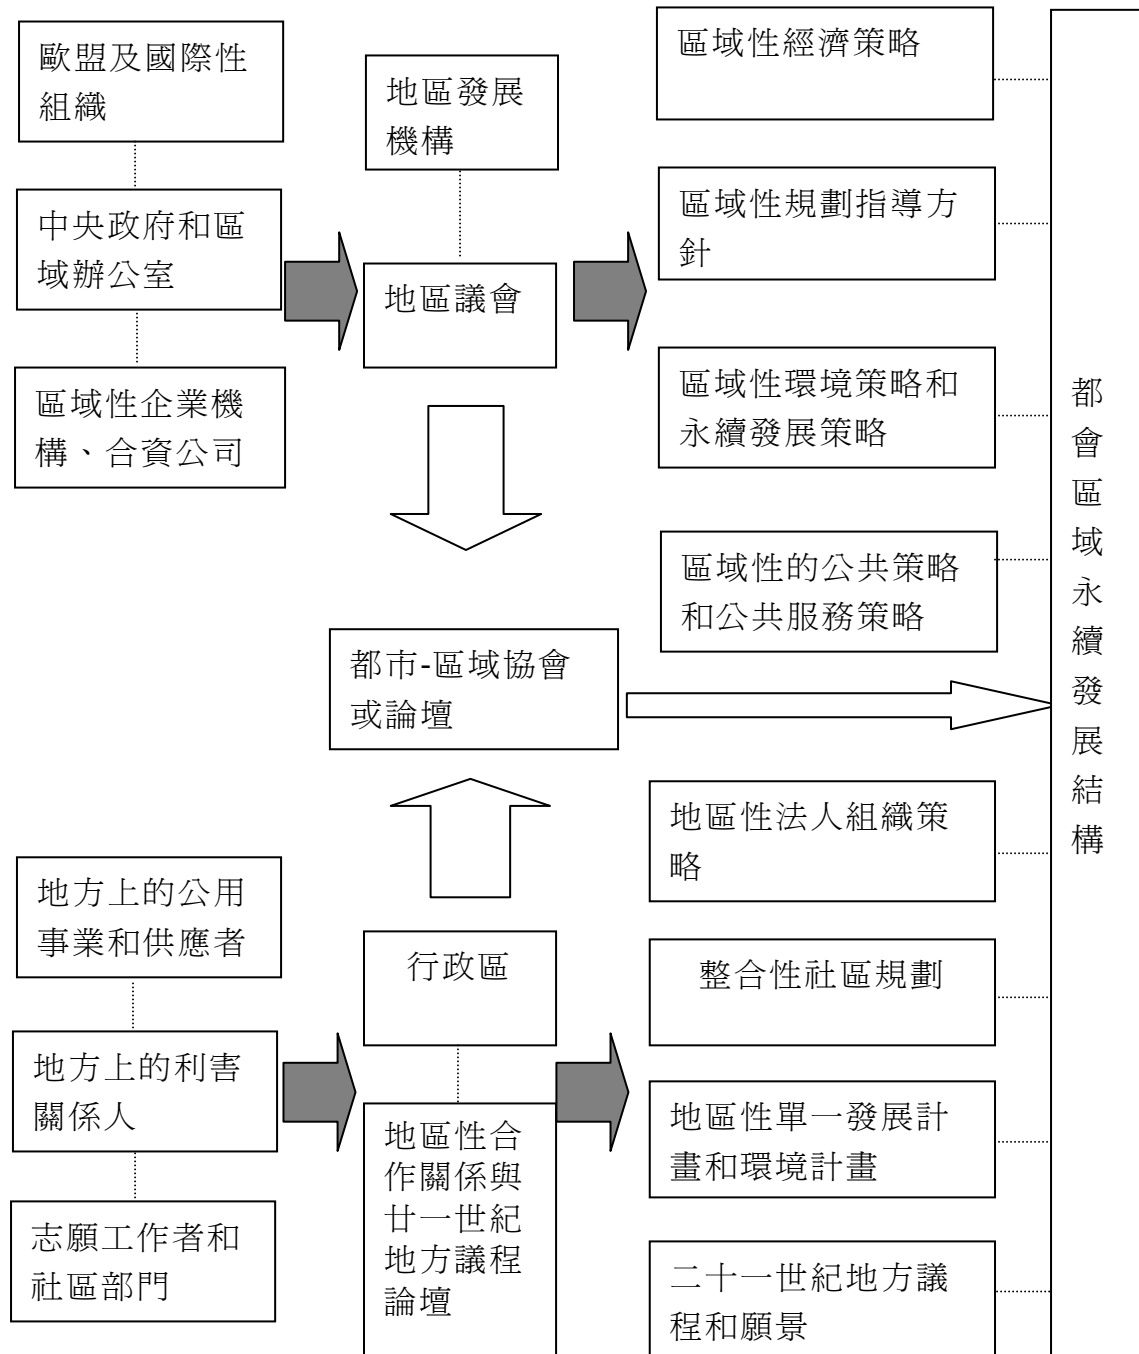 歐盟及國際性
組織
中央政府和區
域辦公室
區域性企業機
構、合資公司
地區發展
機構
地區議會
區域性經濟策略
區域性規劃指導方
針
區域性環境策略和
永續發展策略
區域性的公共策略
和公共服務策略
都市-區域協會
或論壇
地方上的公用
事業和供應者
地方上的利害
關係人
志願工作者和
社區部門
行政區
地區性合
作關係與
廿一世紀
地方議程
論壇
地區性法人組織策
略
整合性社區規劃
地區性單一發展計
畫和環境計畫
二十一世紀地方議
程和願景
都會區域永續發展結構